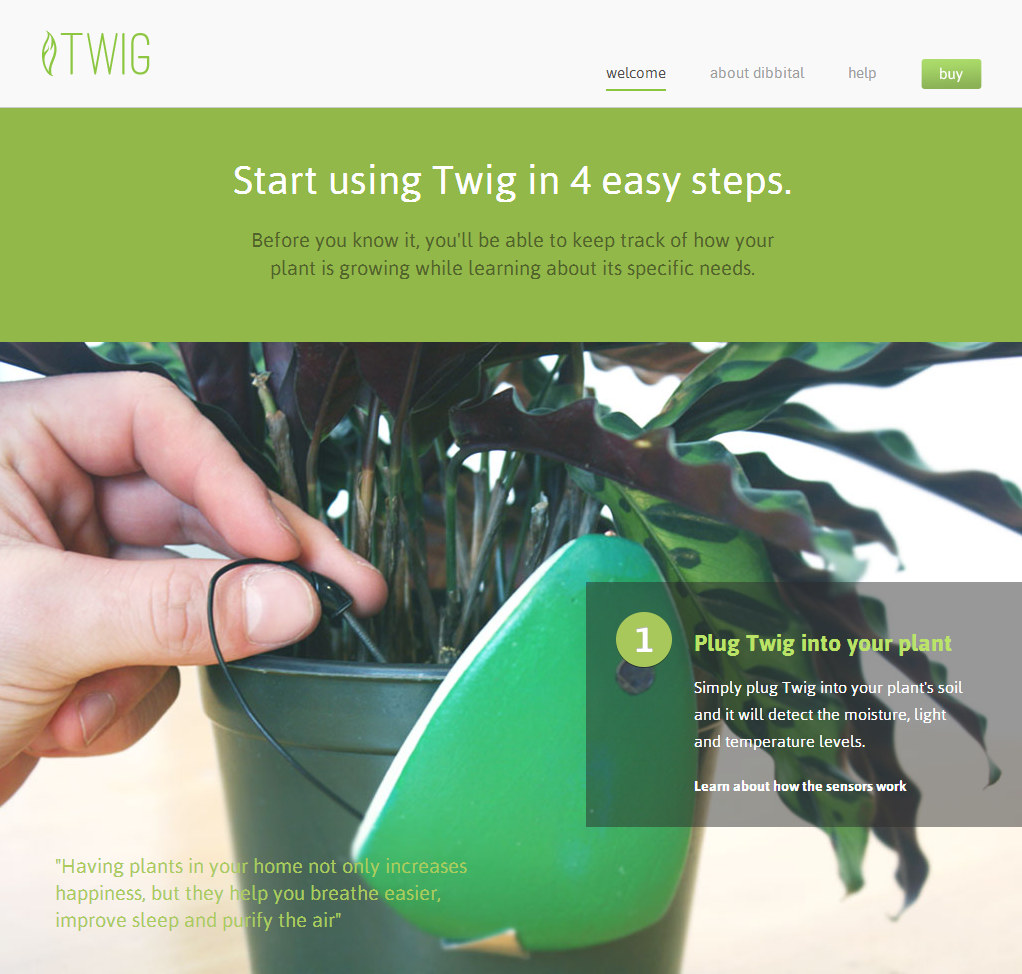 TWIG
welcome
about dibbital
help
buy
Start using Twig in 4 easy steps.
Before you know it, you'll be able to keep track of how your
plant is growing while learning about its specific needs.
1
Plug Twig into your plant
Simply plug Twig into your plant's soil
and it will detect the moisture, light
and temperature levels.
Learn about how the sensors work
"Having plants in your home not only increases
happiness, but they help you breathe easier,
improve sleep and purify the air"